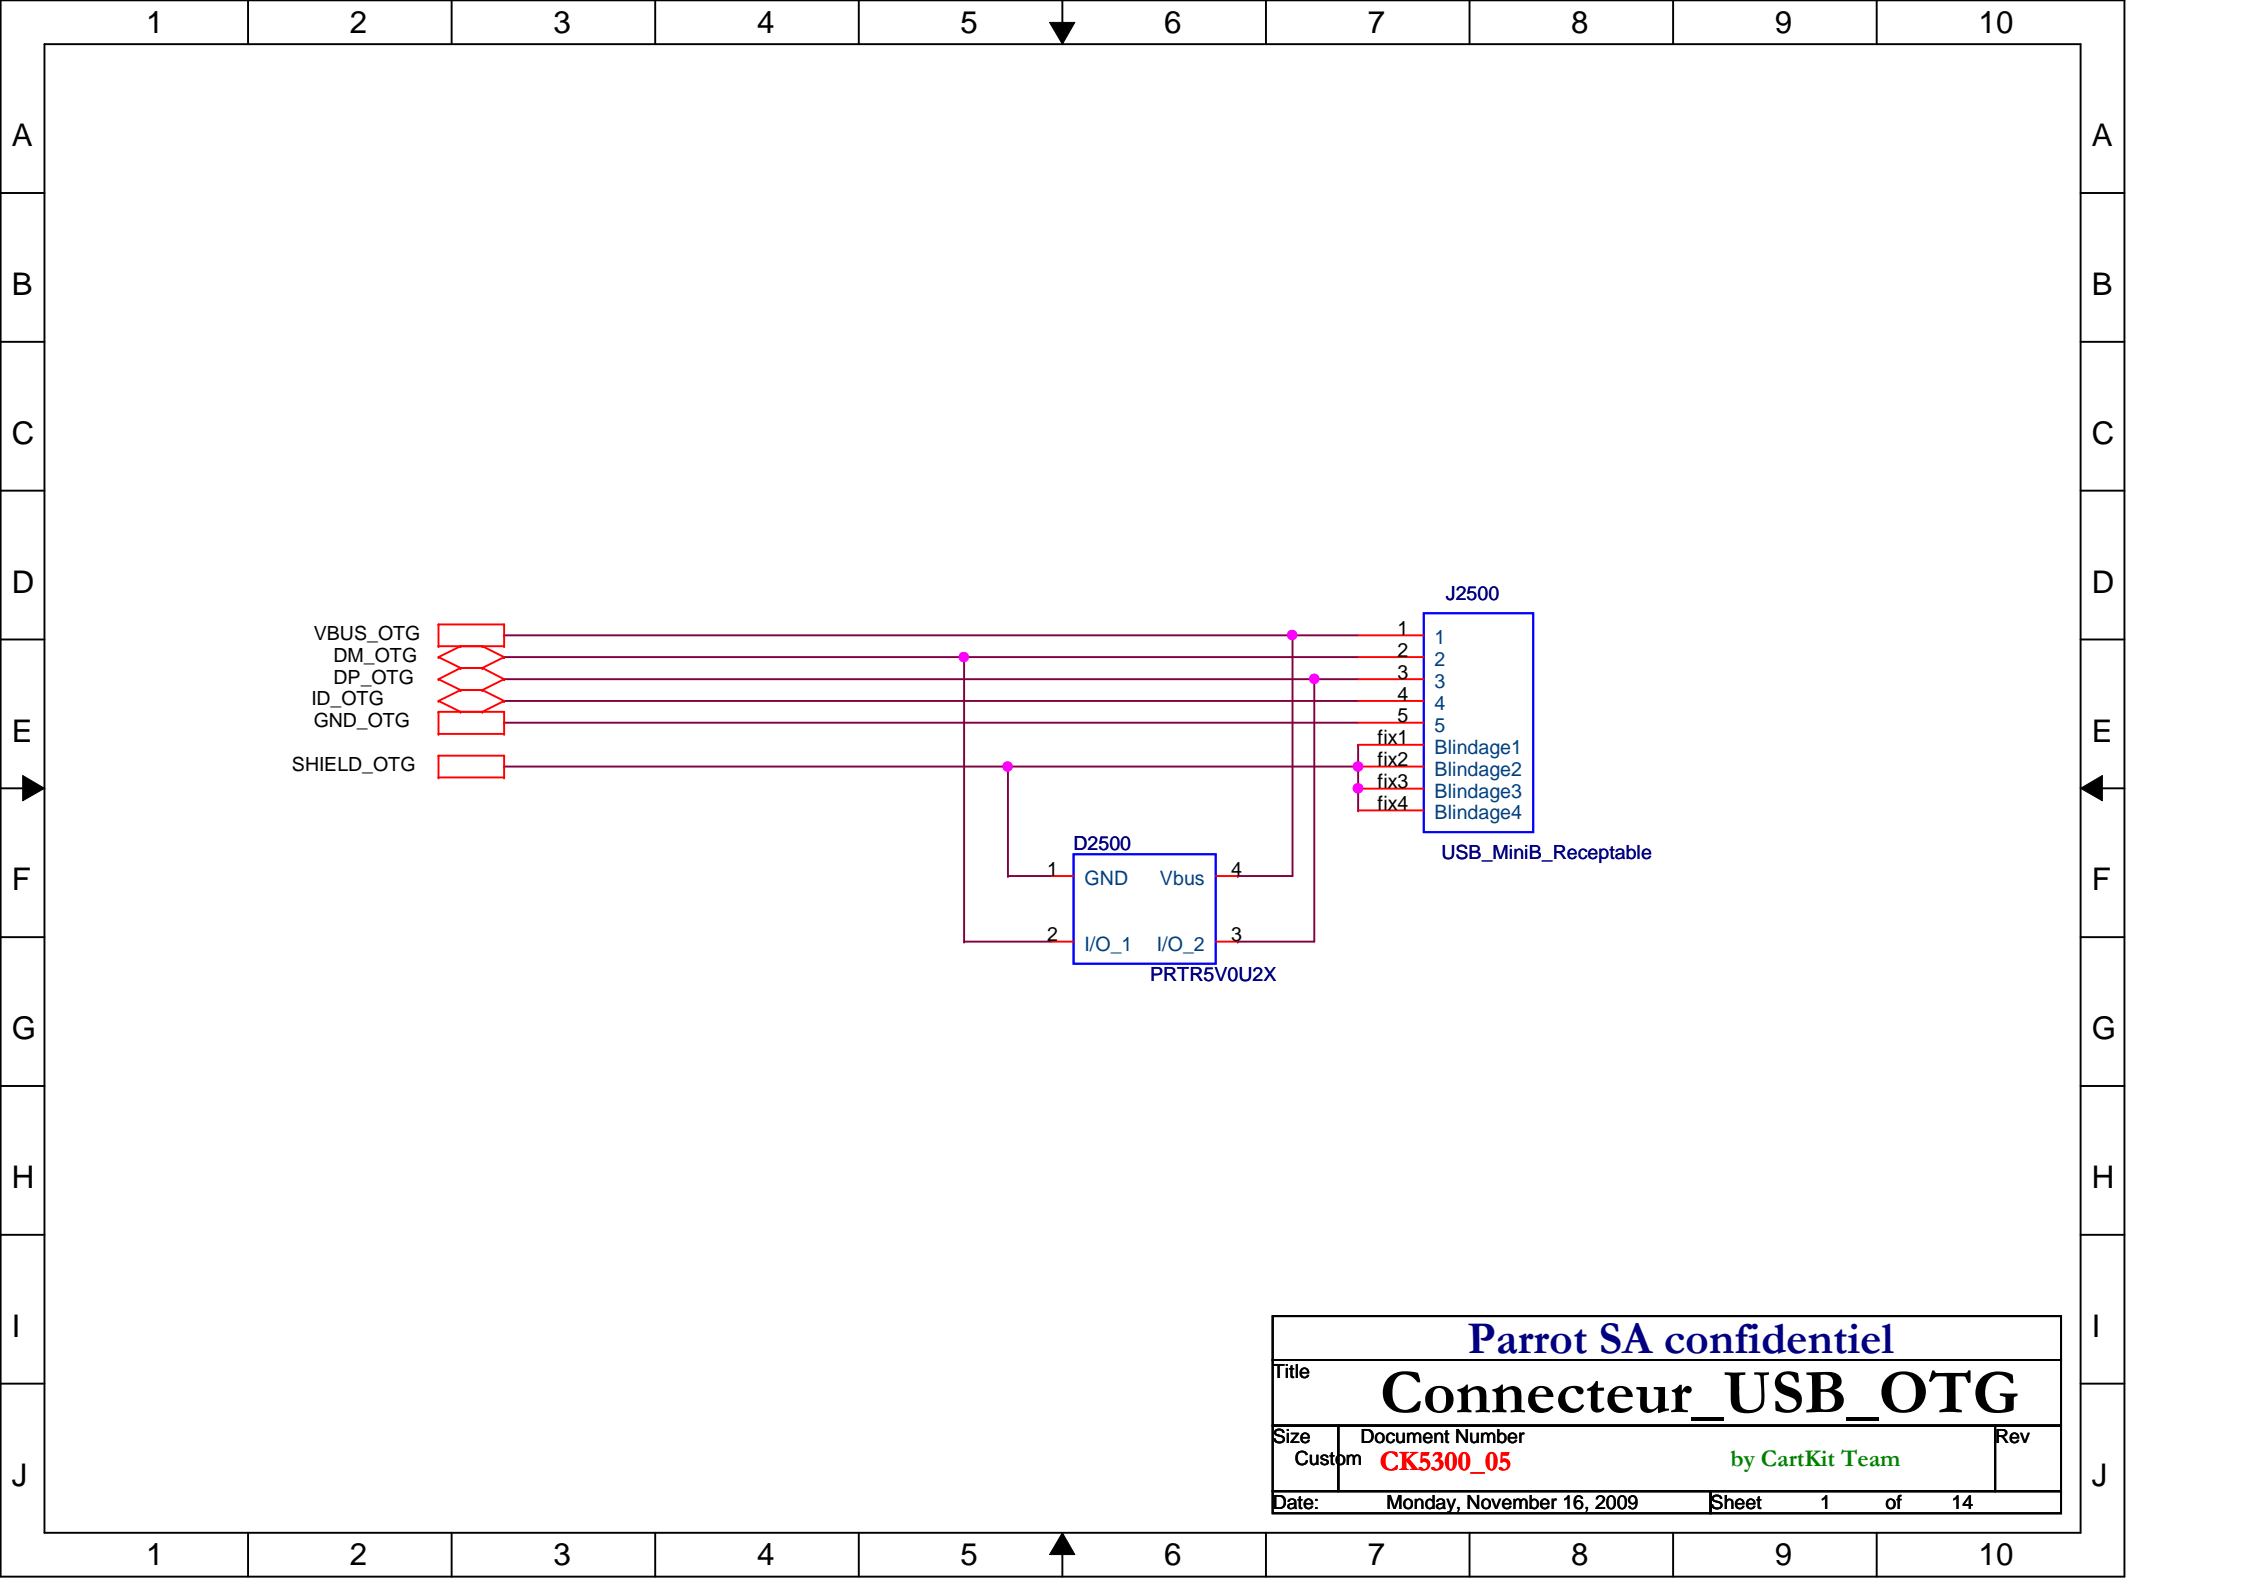 1 2 3 4 5 6 7 8 9 10
A A
B B
C C
D D
J2500
VBUS_OTG 1 1
DM_OTG 2 2
DP_OTG 3 3
ID_OTG 4 4
GND_OTG 5 5
E E
fix1 Blindage1
SHIELD_OTG fix2 Blindage2
fix3 Blindage3
fix4 Blindage4
D2500
USB_MiniB_Receptable
F F
1 GND Vbus 4
2 I/O_1 I/O_2 3
PRTR5V0U2X
G G
H H
I I
Parrot SA confidentiel
Title
Connecteur_USB_OTG
Size Document Number Rev
Custom CK5300_05 by CartKit Team
J J
Date: Monday, November 16, 2009 Sheet 1 of 14
1 2 3 4 5 6 7 8 9 10